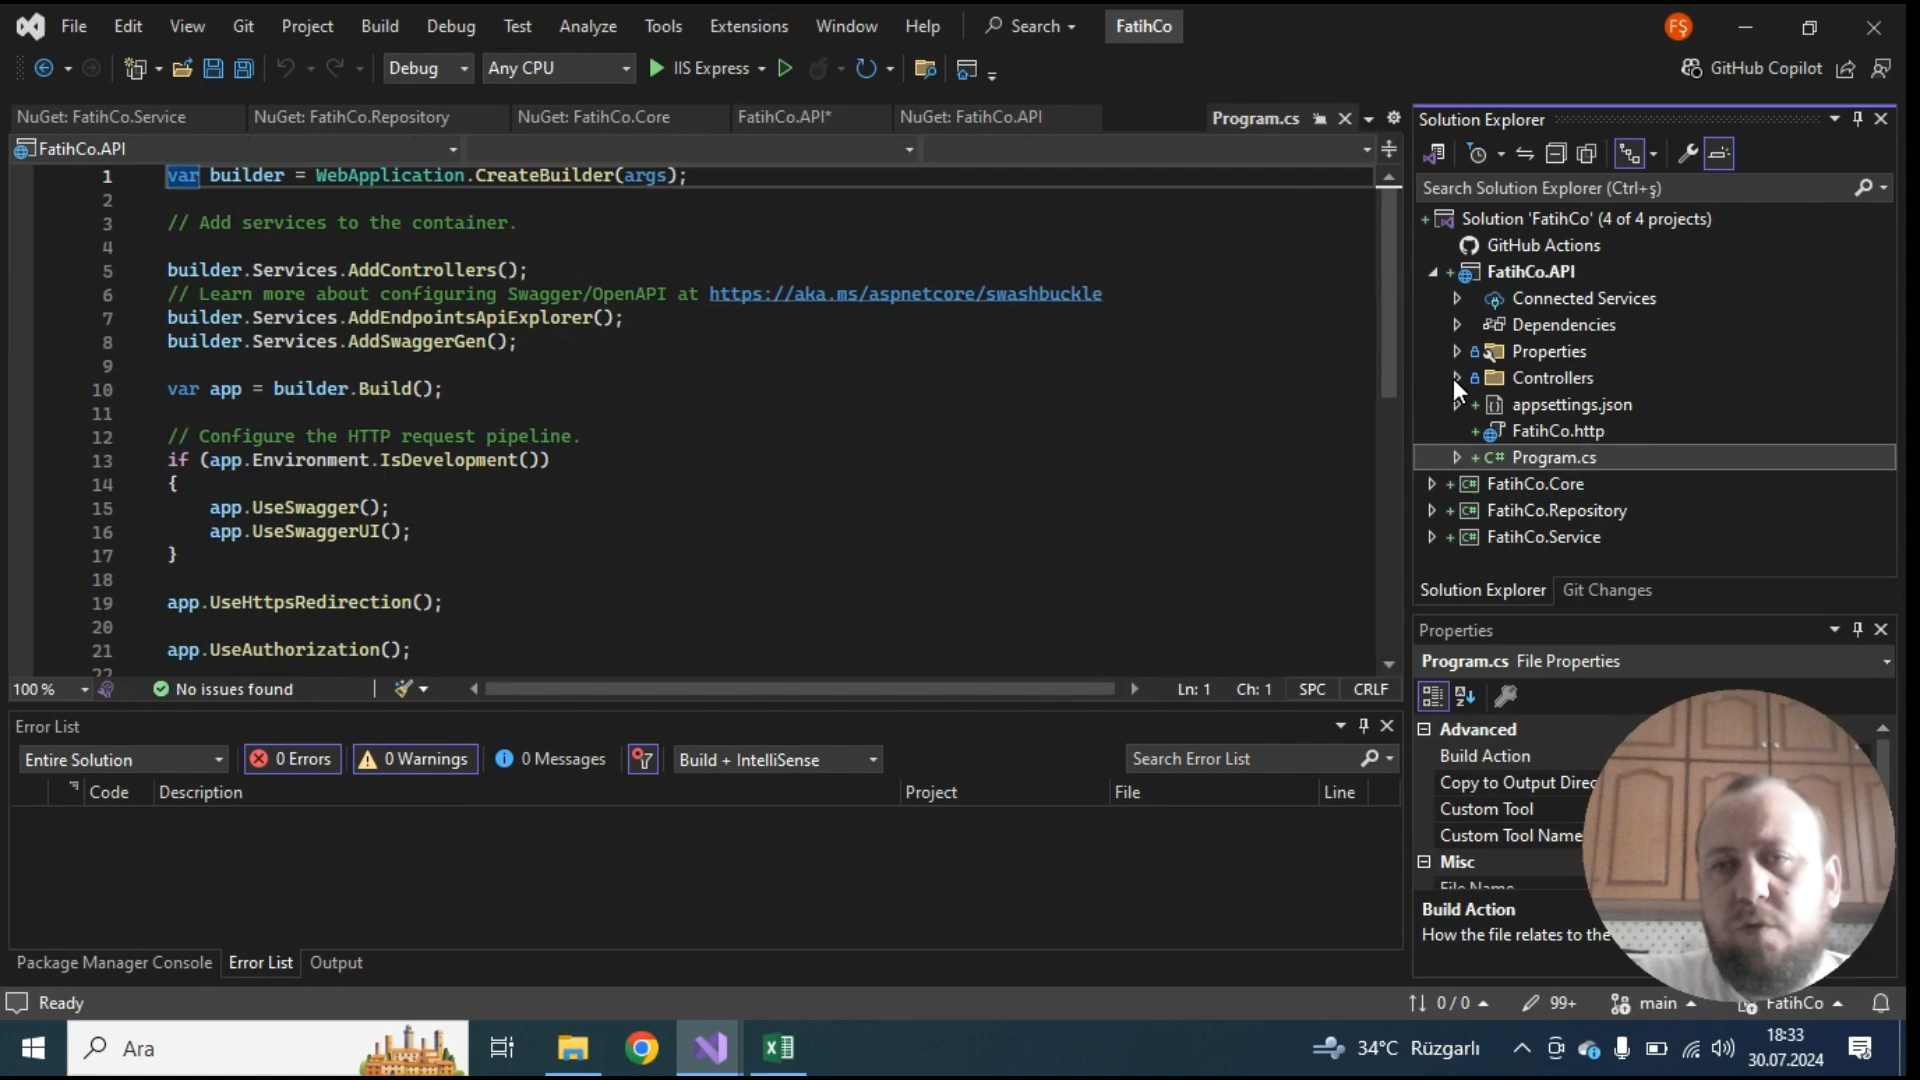 File Edit View Git Project Build Debug Test Analyze Tools Extensions Window Help Search FatihCo FŞ
Debug Any CPU IIS Express GitHub Copilot
NuGet: FatihCo.Service NuGet: FatihCo.Repository NuGet: FatihCo.Core FatihCo.API* NuGet: FatihCo.API Program.cs
FatihCo.API
1 var builder = WebApplication.CreateBuilder(args);
2
3 // Add services to the container.
4
5 builder.Services.AddControllers();
6 // Learn more about configuring Swagger/OpenAPI at https://aka.ms/aspnetcore/swashbuckle
7 builder.Services.AddEndpointsApiExplorer();
8 builder.Services.AddSwaggerGen();
9
10 var app = builder.Build();
11
12 // Configure the HTTP request pipeline.
13 if (app.Environment.IsDevelopment())
14 {
15 app.UseSwagger();
16 app.UseSwaggerUI();
17 }
18
19 app.UseHttpsRedirection();
20
21 app.UseAuthorization();
22
100 % No issues found Ln: 1 Ch: 1 SPC CRLF
Solution Explorer
Search Solution Explorer (Ctrl+ş)
Solution 'FatihCo' (4 of 4 projects)
GitHub Actions
FatihCo.API
Connected Services
Dependencies
Properties
Controllers
appsettings.json
FatihCo.http
C# Program.cs
C# FatihCo.Core
C# FatihCo.Repository
C# FatihCo.Service
Solution Explorer Git Changes
Properties
Program.cs File Properties
Advanced
Build Action
Copy to Output Direc
Custom Tool
Custom Tool Name
Misc
File Name
Build Action
How the file relates to the
Error List
Entire Solution 0 Errors 0 Warnings 0 Messages Build + IntelliSense Search Error List
Code Description Project File Line
Package Manager Console Error List Output
Ready 0 / 0 99+ main FatihCo
Ara 34°C Rüzgarlı 18:33
30.07.2024